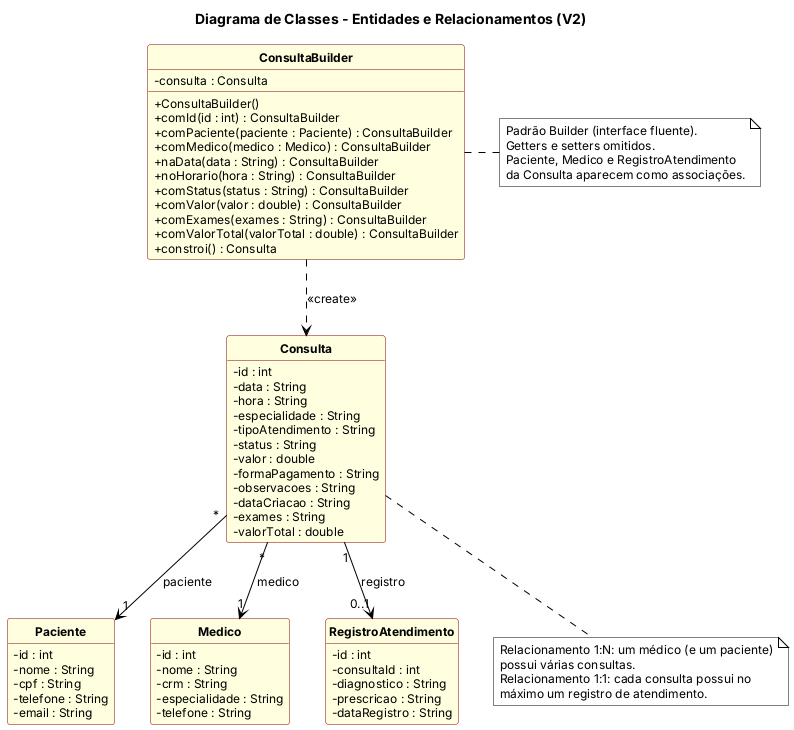 Diagrama de Classes - Entidades e Relacionamentos (V2)
ConsultaBuilder
-consulta : Consulta
+ConsultaBuilder()
+comId(id : int) : ConsultaBuilder
+comPaciente(paciente : Paciente) : ConsultaBuilder
+comMedico(medico : Medico) : ConsultaBuilder
+naData(data : String) : ConsultaBuilder
+noHorario(hora : String) : ConsultaBuilder
+comStatus(status : String) : ConsultaBuilder
+comValor(valor : double) : ConsultaBuilder
+comExames(exames : String) : ConsultaBuilder
+comValorTotal(valorTotal : double) : ConsultaBuilder
+constroi() : Consulta
Padrão Builder (interface fluente).
Getters e setters omitidos.
Paciente, Medico e RegistroAtendimento
da Consulta aparecem como associações.
«create»
Consulta
-id : int
-data : String
-hora : String
-especialidade : String
-tipoAtendimento : String
-status : String
-valor : double
-formaPagamento : String
-observacoes : String
-dataCriacao : String
-exames : String
-valorTotal : double
*
*
1
paciente
medico
registro
1
1
0..1
Paciente
-id : int
-nome : String
-cpf : String
-telefone : String
-email : String
Medico
-id : int
-nome : String
-crm : String
-especialidade : String
-telefone : String
RegistroAtendimento
-id : int
-consultaId : int
-diagnostico : String
-prescricao : String
-dataRegistro : String
Relacionamento 1:N: um médico (e um paciente)
possui várias consultas.
Relacionamento 1:1: cada consulta possui no
máximo um registro de atendimento.